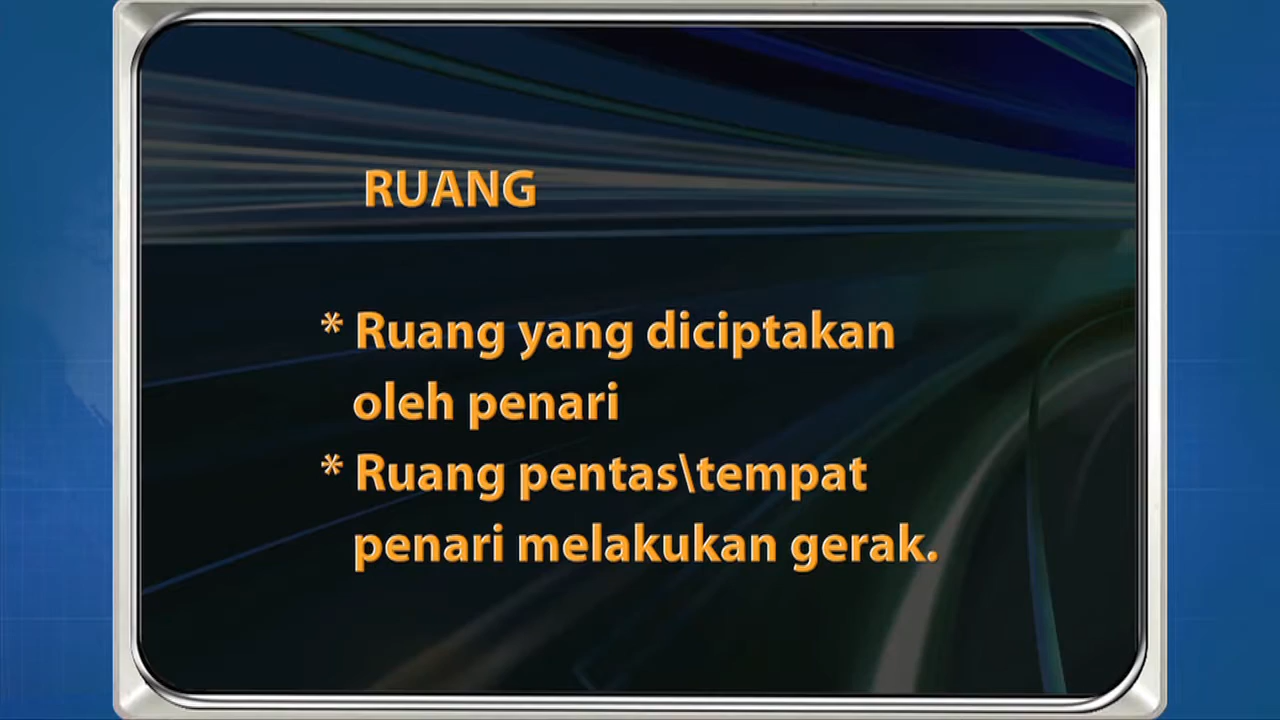 RUANG
* Ruang yang diciptakan
oleh penari
* Ruang pentas\tempat
penari melakukan gerak.